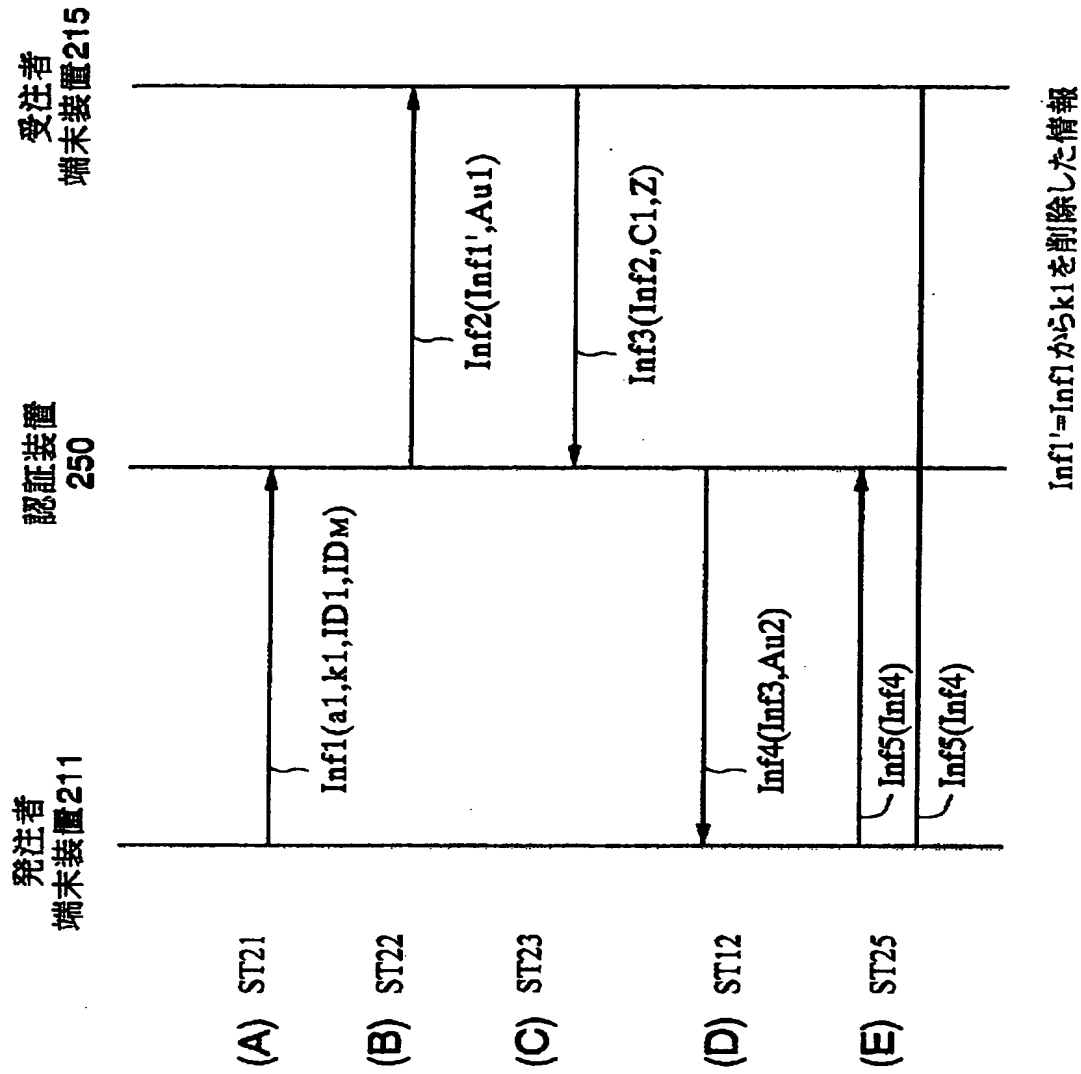 発注者
端末装置211
認証装置
250
受注者
端末装置215
(A) ST21
Inf1(a1,k1,ID1,IDM)
(B) ST22
Inf2(Inf1',Au1)
(C) ST23
Inf3(Inf2,C1,Z)
(D) ST12
Inf4(Inf3,Au2)
(E) ST25
Inf5(Inf4)
Inf5(Inf4)
Inf1'=Inf1からk1を削除した情報